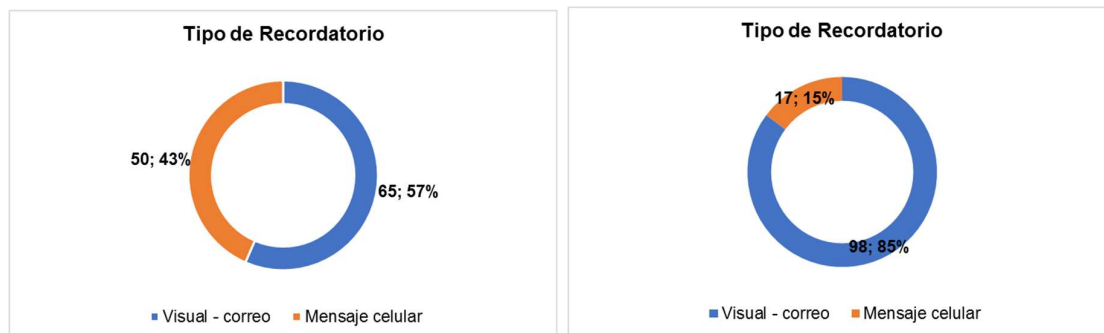 Tipo de Recordatorio
50; 43%
65; 57%
Visual - correo
Mensaje celular
Tipo de Recordatorio
17; 15%
98; 85%
Visual - correo
Mensaje celular